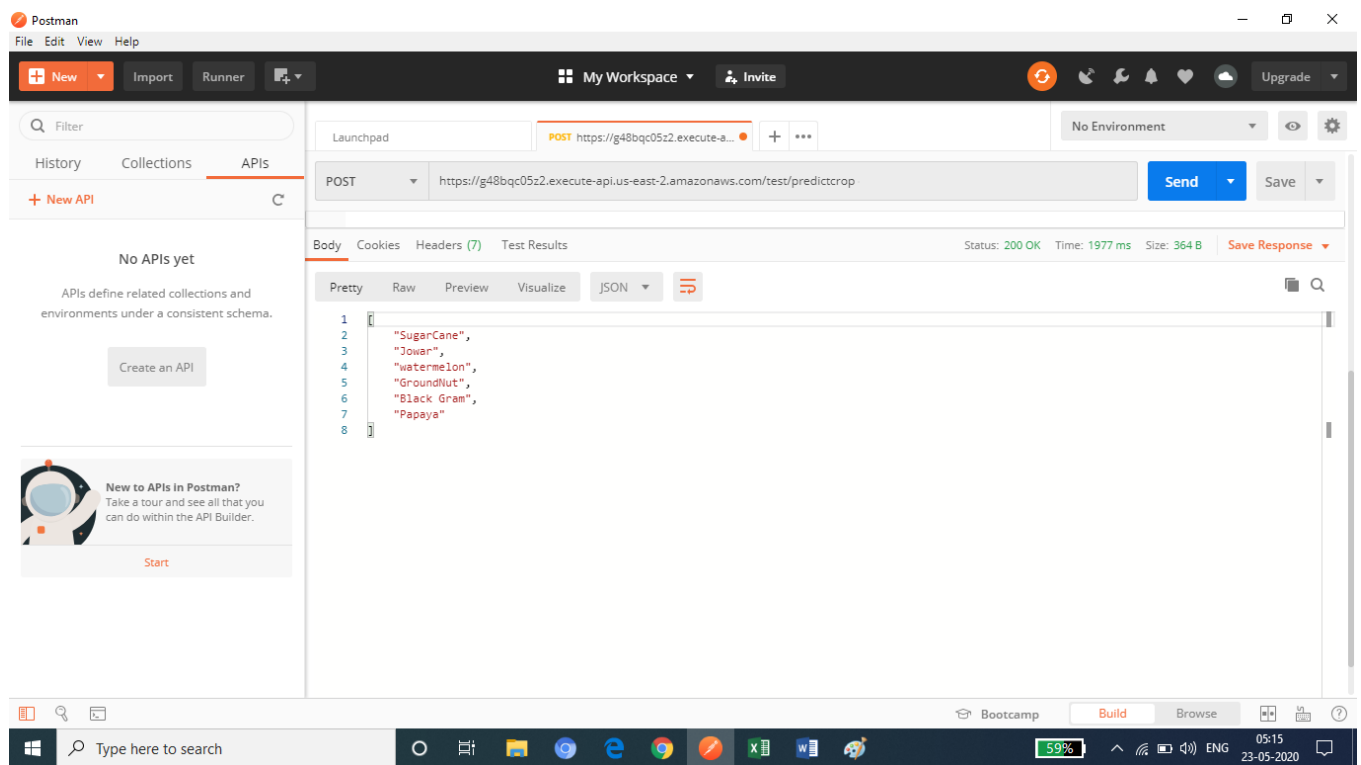 Postman
File Edit View Help
New Import Runner My Workspace Invite Upgrade
Filter
History Collections APIs
+ New API
No APIs yet
APIs define related collections and
environments under a consistent schema.
Create an API
New to APIs in Postman?
Take a tour and see all that you
can do within the API Builder.
Start
Launchpad POST https://g48bqc05z2.execute-a... No Environment
POST https://g48bqc05z2.execute-api.us-east-2.amazonaws.com/test/predictcrop Send Save
Body Cookies Headers (7) Test Results Status: 200 OK Time: 1977 ms Size: 364 B Save Response
Pretty Raw Preview Visualize JSON
1 [
2 "SugarCane",
3 "Jowar",
4 "watermelon",
5 "GroundNut",
6 "Black Gram",
7 "Papaya"
8 ]
Bootcamp Build Browse
Type here to search 59% ENG 05:15
23-05-2020